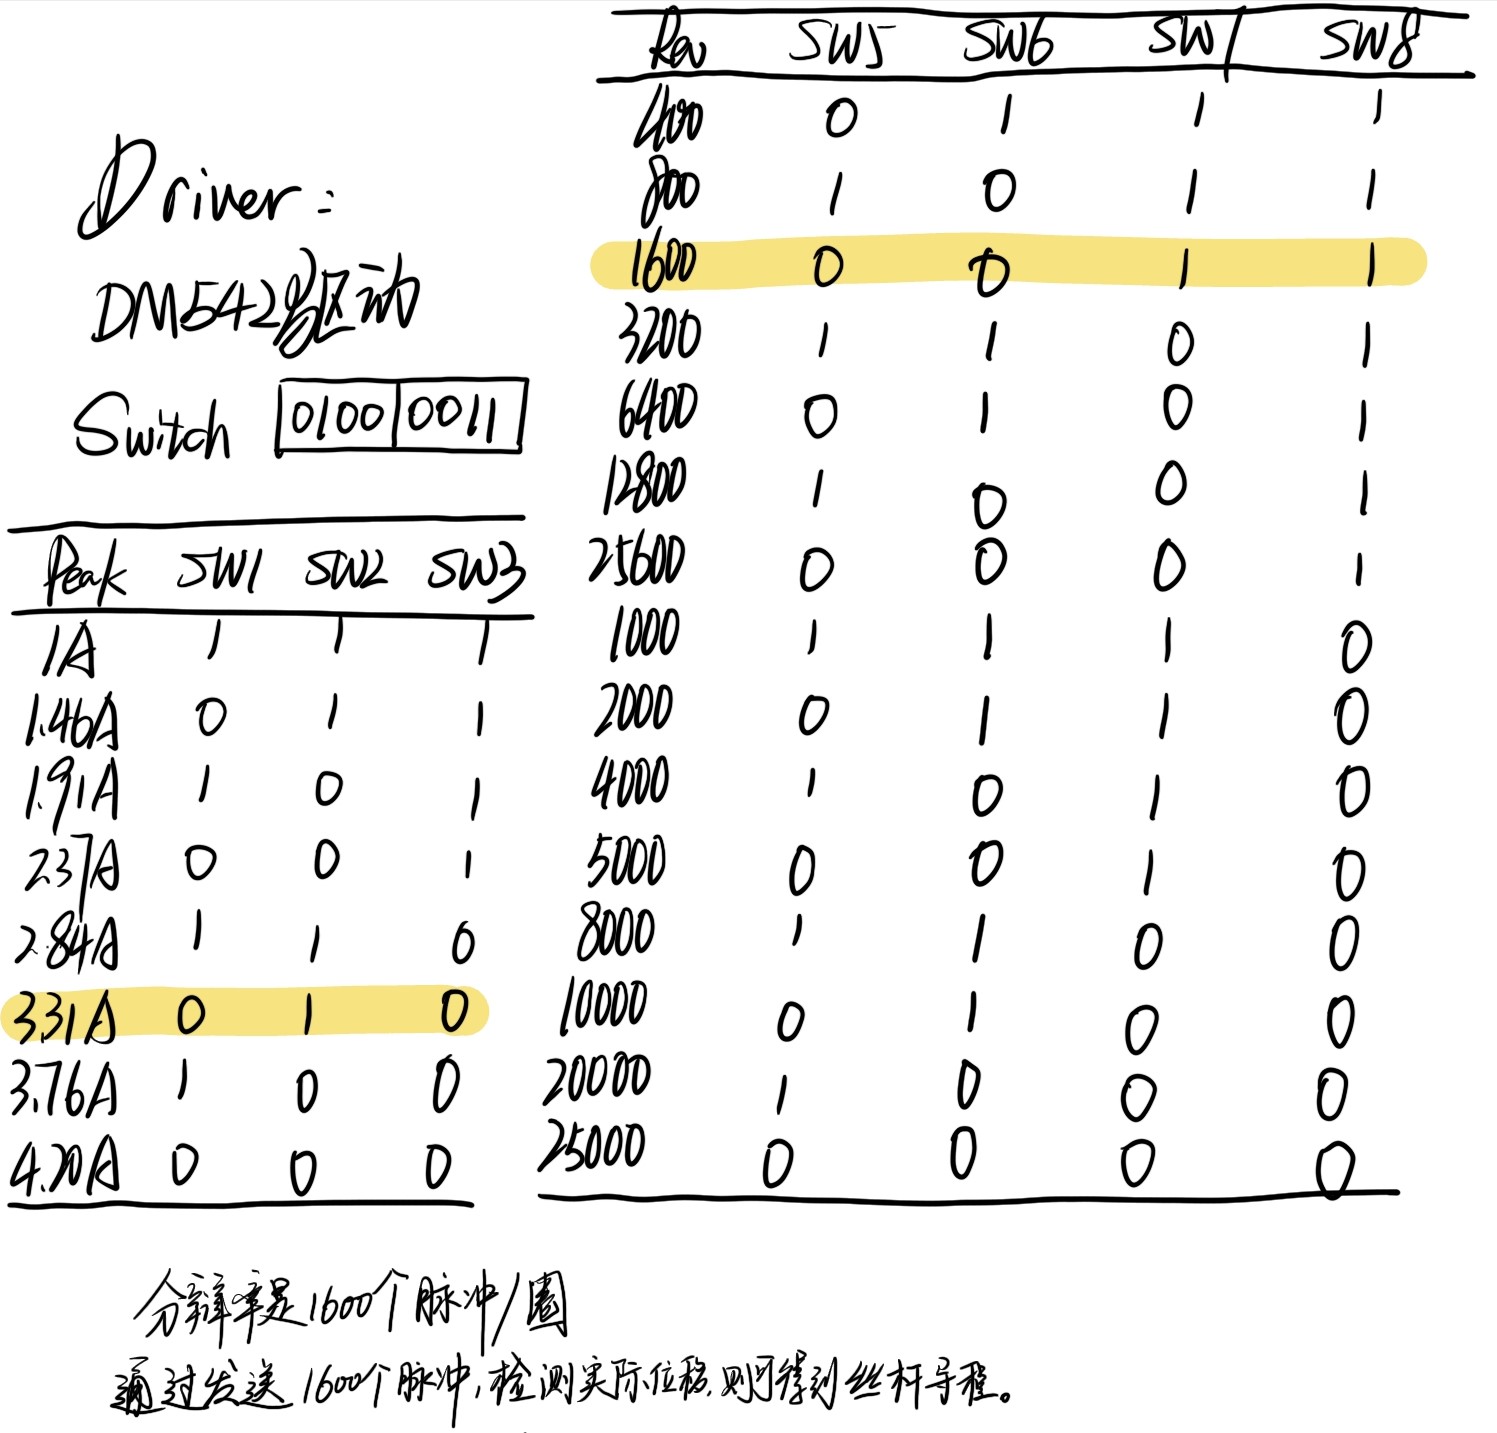 Driver:
DM542驱动
Switch 0100 0011
Peak SW1 SW2 SW3
1A 1 1 1
1.46A 0 1 1
1.91A 1 0 1
2.37A 0 0 1
2.84A 1 1 0
3.31A 0 1 0
3.76A 1 0 0
4.20A 0 0 0
Rev SW5 SW6 SW7 SW8
400 0 1 1 1
800 1 0 1 1
1600 0 0 1 1
3200 1 1 0 1
6400 0 1 0 1
12800 1 0 0 1
25600 0 0 0 1
1000 1 1 1 0
2000 0 1 1 0
4000 1 0 1 0
5000 0 0 1 0
8000 1 1 0 0
10000 0 1 0 0
20000 1 0 0 0
25000 0 0 0 0
分辨率是1600个脉冲/圈
通过发送1600个脉冲,检测实际位移,则可得到丝杆导程。